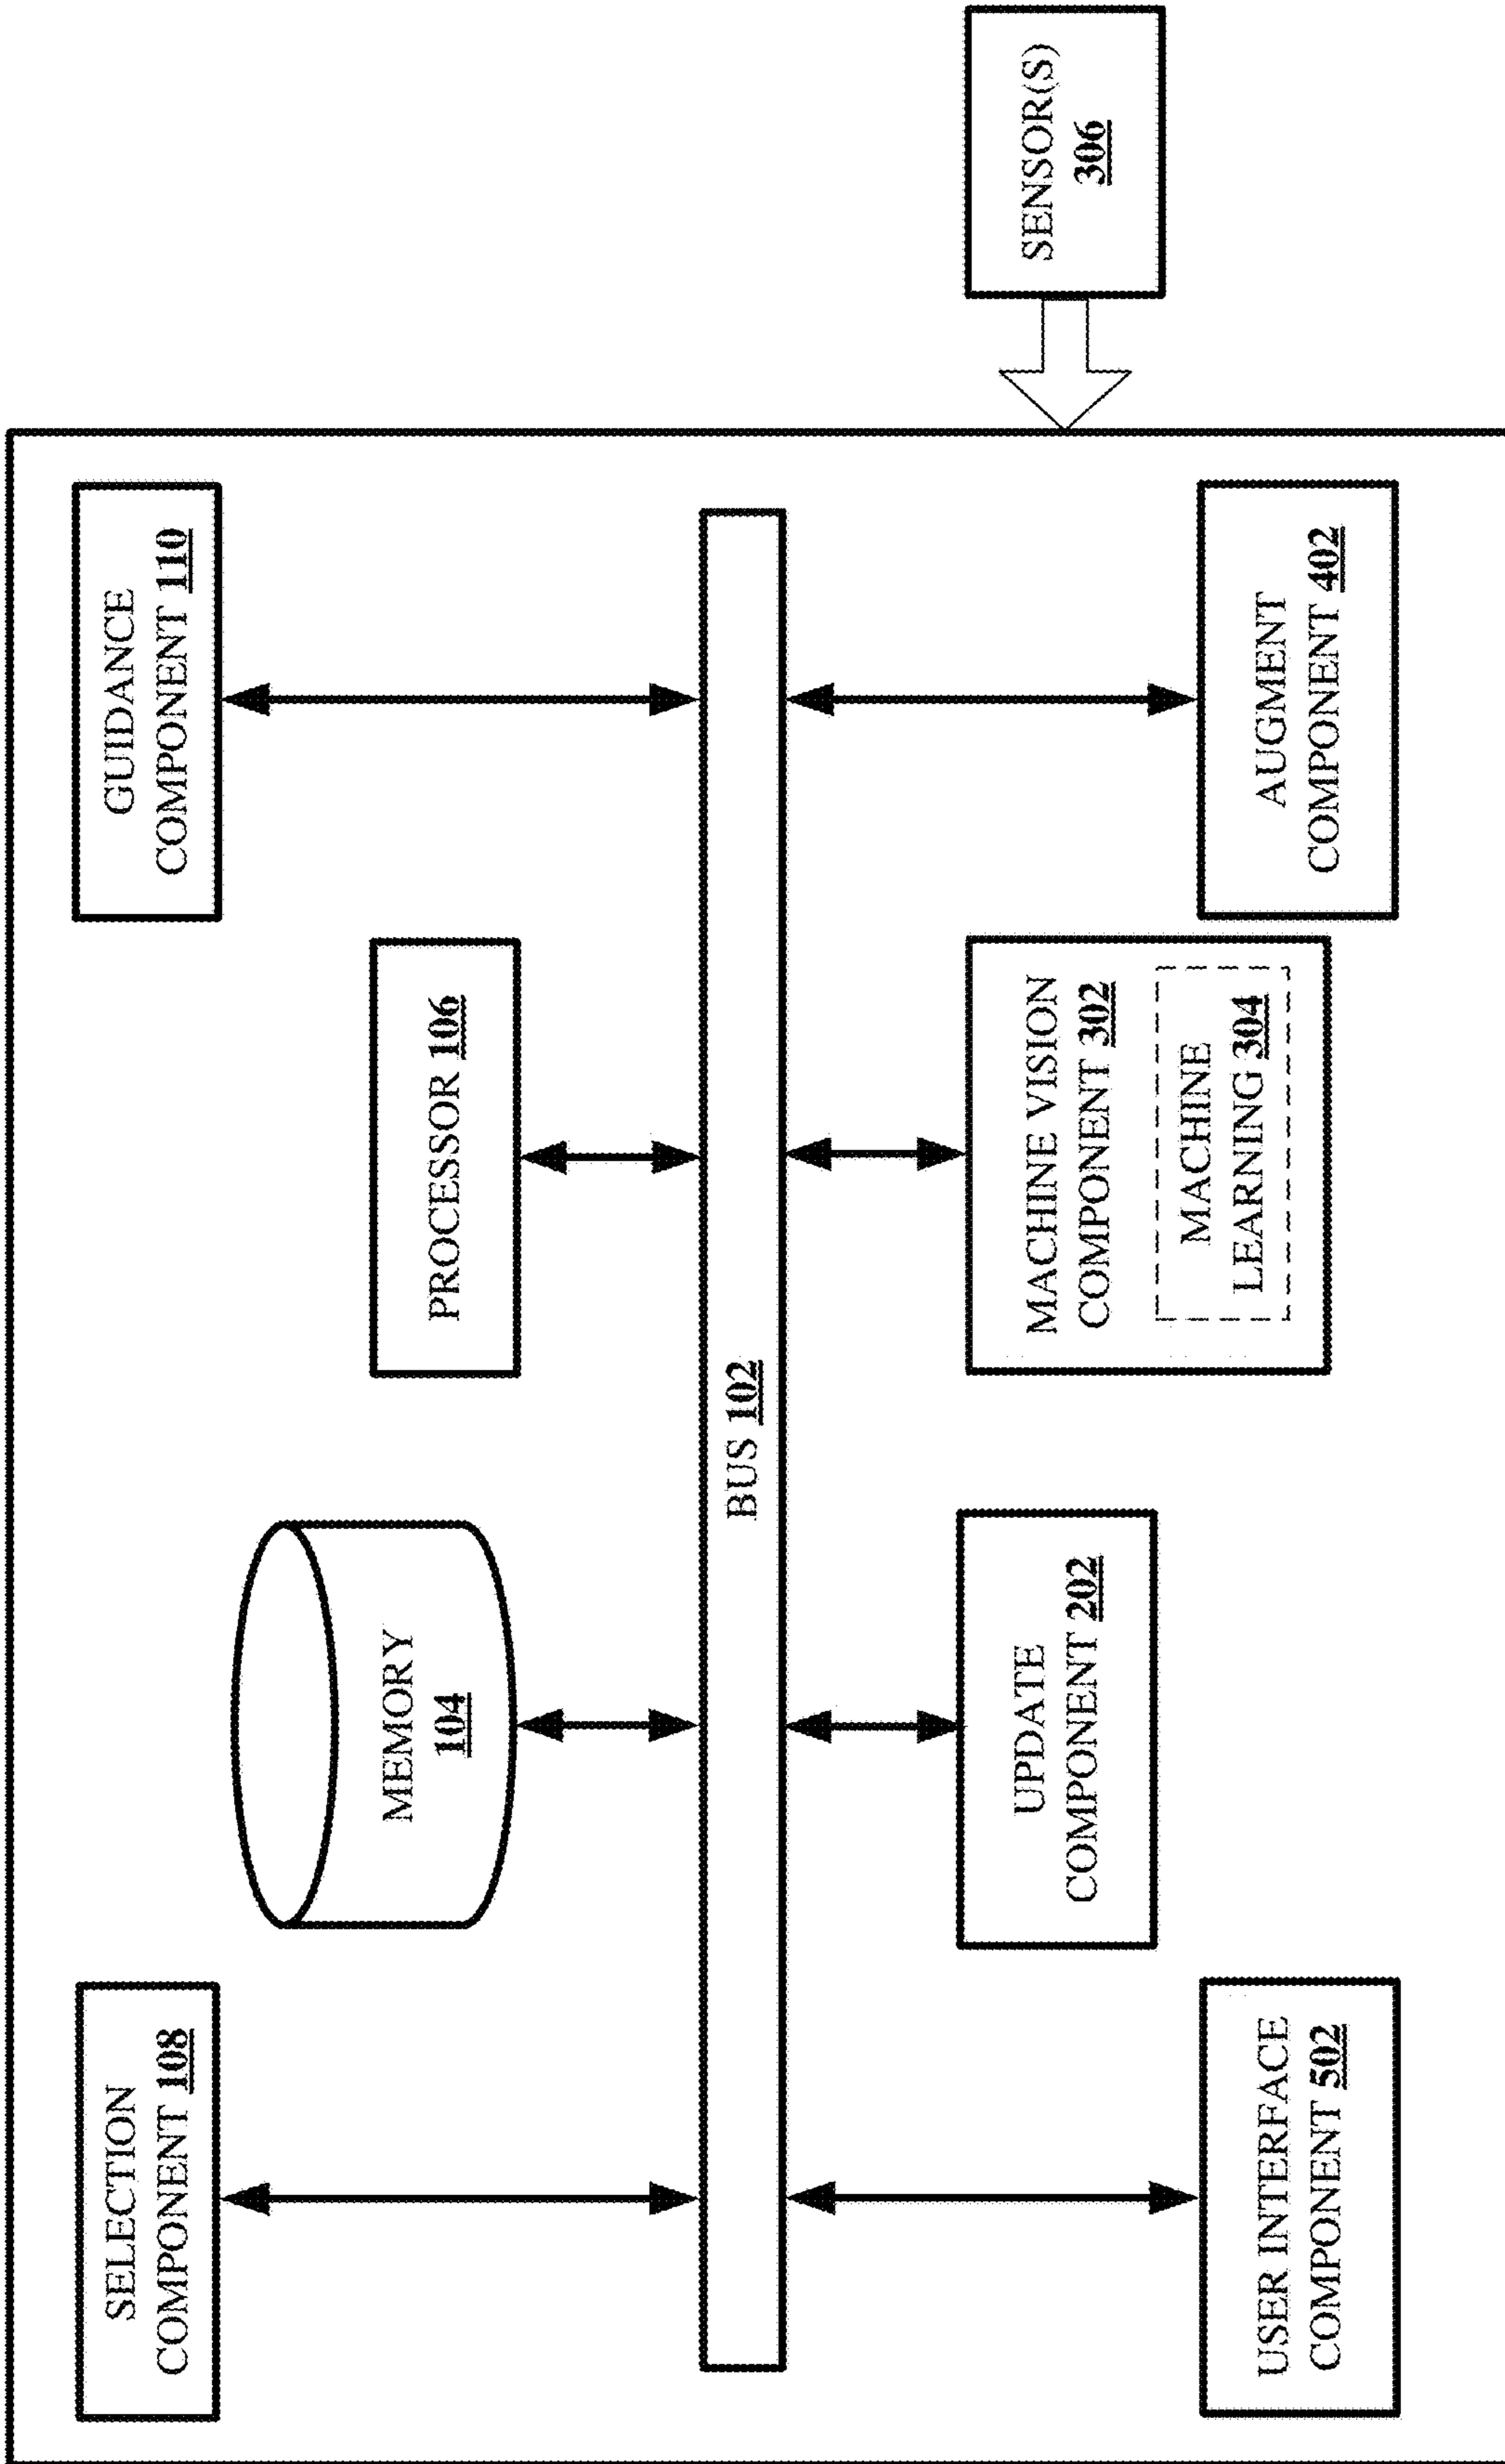 SELECTION
COMPONENT 108
MEMORY
104
PROCESSOR 106
GUIDANCE
COMPONENT 110
BUS 102
USER INTERFACE
COMPONENT 502
UPDATE
COMPONENT 202
MACHINE VISION
COMPONENT 302
MACHINE
LEARNING 304
AUGMENT
COMPONENT 402
SENSOR(S)
306